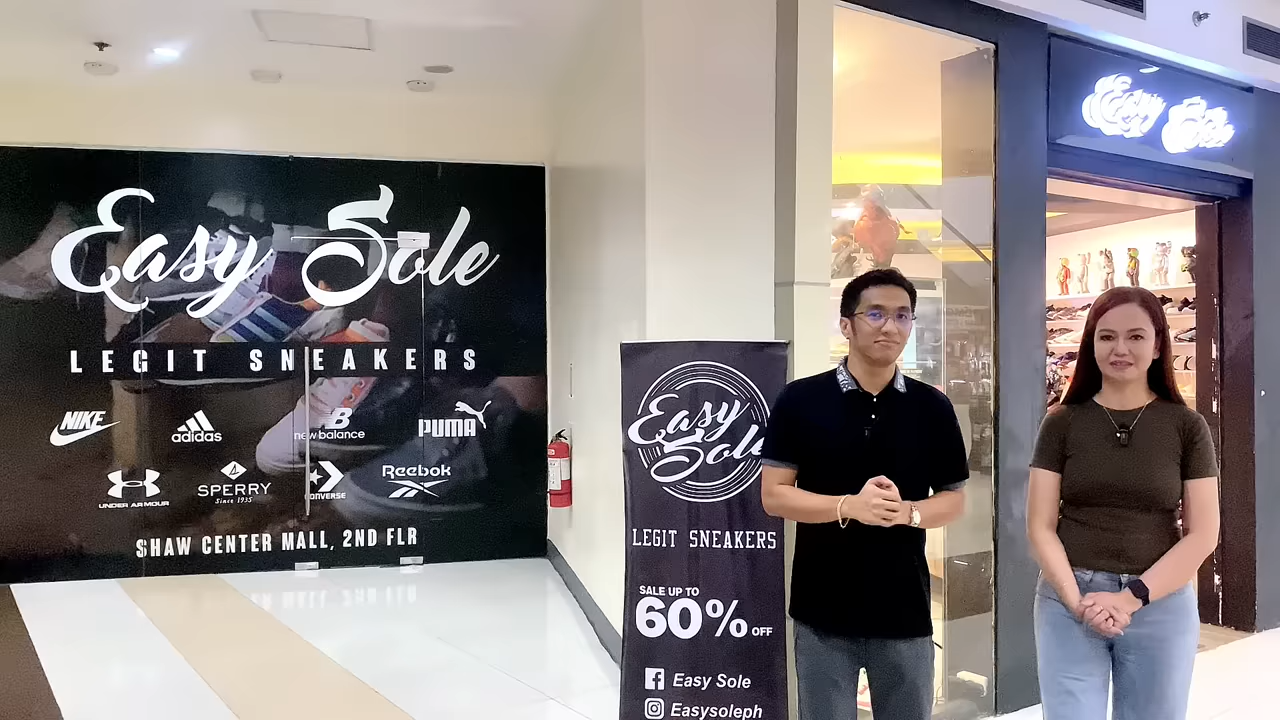 Easy Sole
LEGIT SNEAKERS
NIKE
adidas
new balance
PUMA
UNDER ARMOUR
SPERRY
Since 1935
CONVERSE
Reebok
SHAW CENTER MALL, 2ND FLR
Easy
Sole
LEGIT SNEAKERS
SALE UP TO
60% OFF
Easy Sole
Easysoleph
Easy Sole